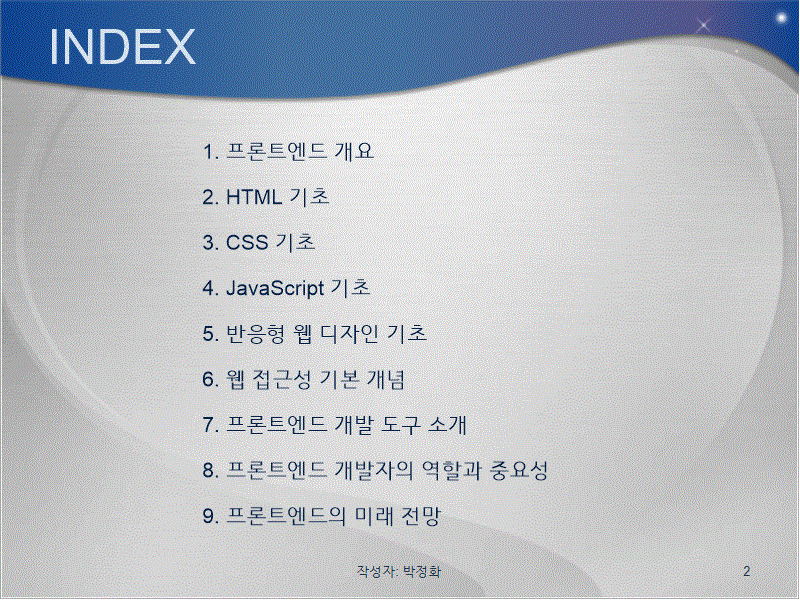 INDEX
1. 프론트엔드 개요
2. HTML 기초
3. CSS 기초
4. JavaScript 기초
5. 반응형 웹 디자인 기초
6. 웹 접근성 기본 개념
7. 프론트엔드 개발 도구 소개
8. 프론트엔드 개발자의 역할과 중요성
9. 프론트엔드의 미래 전망
작성자: 박정화
2